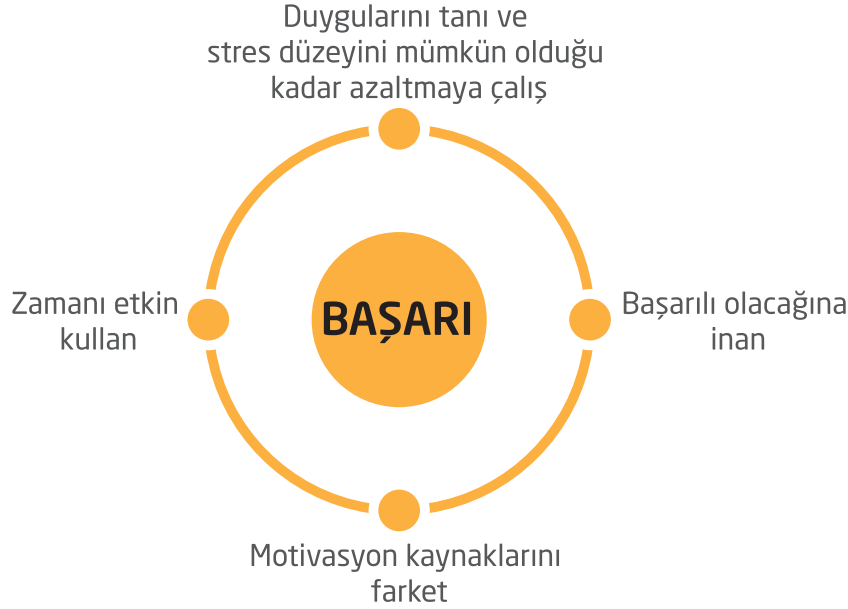 Duygularını tanı ve
stres düzeyini mümkün olduğu
kadar azaltmaya çalış
Zamanı etkin
kullan
BAŞARI
Başarılı olacağına
inan
Motivasyon kaynaklarını
farket